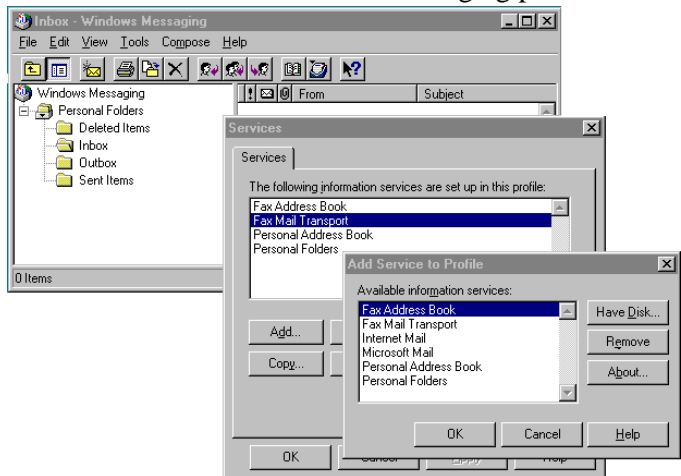 Inbox - Windows Messaging
File Edit View Tools Compose Help
From Subject
Windows Messaging
Personal Folders
Deleted Items
Inbox
Outbox
Sent Items
0 Items
Services
Services
The following information services are set up in this profile:
Fax Address Book
Fax Mail Transport
Personal Address Book
Personal Folders
Add...
Copy...
OK Cancel Apply Help
Add Service to Profile
Available information services:
Fax Address Book
Fax Mail Transport
Internet Mail
Microsoft Mail
Personal Address Book
Personal Folders
Have Disk...
Remove
About...
OK Cancel Help